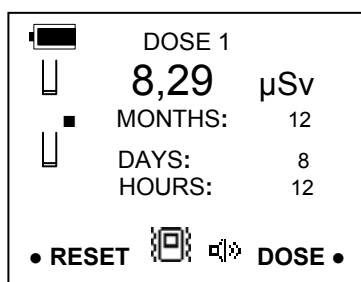 DOSE 1
8,29 µSv
MONTHS: 12
DAYS: 8
HOURS: 12
• RESET DOSE •